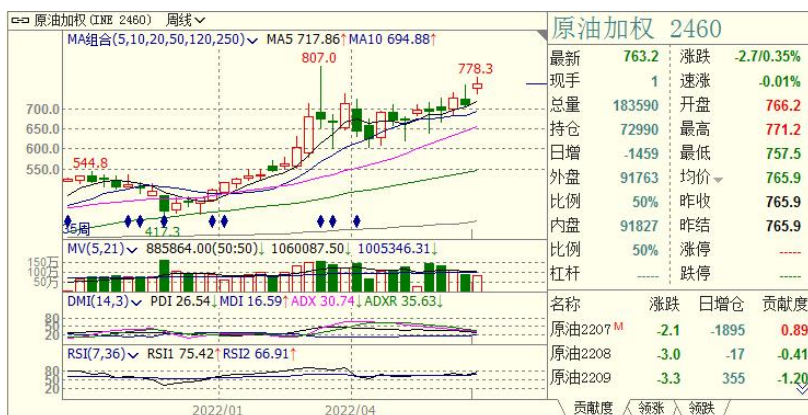 原油加权(INE 2460) 周线
MA组合(5,10,20,50,120,250) MA5 717.86↑ MA10 694.88↑
807.0
778.3
700.0
650.0
600.0
550.0
544.8
417.3
35周
MV(5,21) 885864.00(50:50)↓ 1060087.50↓ 1005346.31↓
150万
100万
50万
DMI(14,3) PDI 26.54↓ MDI 16.59↑ ADX 30.74↓ ADXR 35.63↓
80
50
20
RSI(7,36) RSI1 75.42↑ RSI2 66.91↑
80
50
20
2022/01 2022/04
原油加权 2460
最新 763.2 涨跌 -2.7/0.35%
现手 1 速涨 -0.01%
总量 183590 开盘 766.2
持仓 72990 最高 771.2
日增 -1459 最低 757.5
外盘 91763 均价 765.9
比例 50% 昨收 765.9
内盘 91827 昨结 765.9
比例 50% 涨停 -----
杠杆 ----- 跌停 -----
名称 涨跌 日增仓 贡献度
原油2207 M -2.1 -1895 0.89
原油2208 -3.0 -17 -0.41
原油2209 -3.3 355 -1.20
贡献度 领涨 领跌